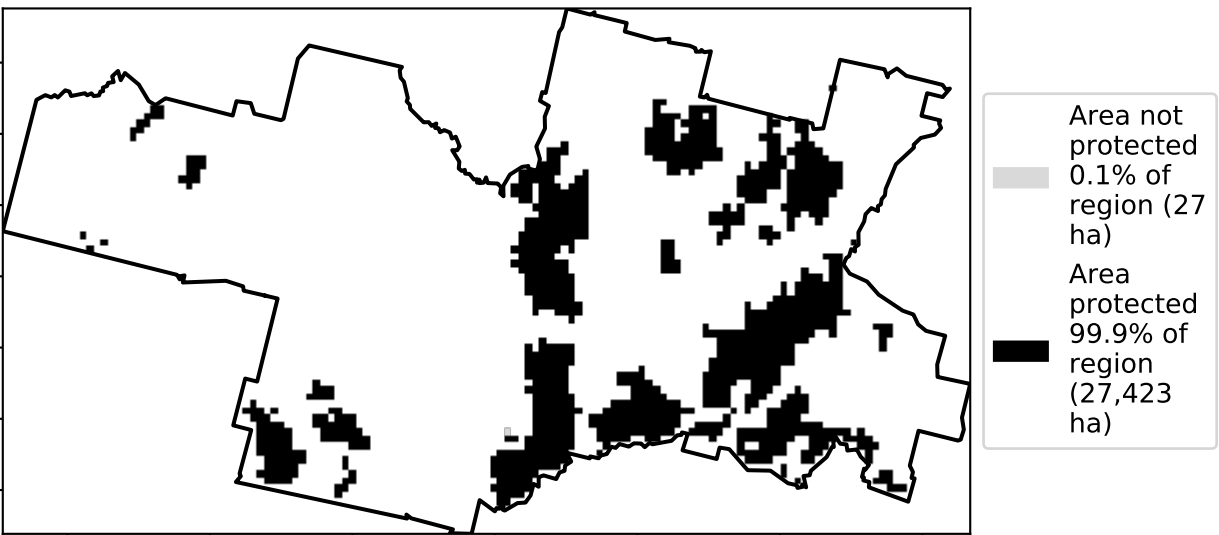 Area not
protected
0.1% of
region (27
ha)
Area
protected
99.9% of
region
(27,423
ha)